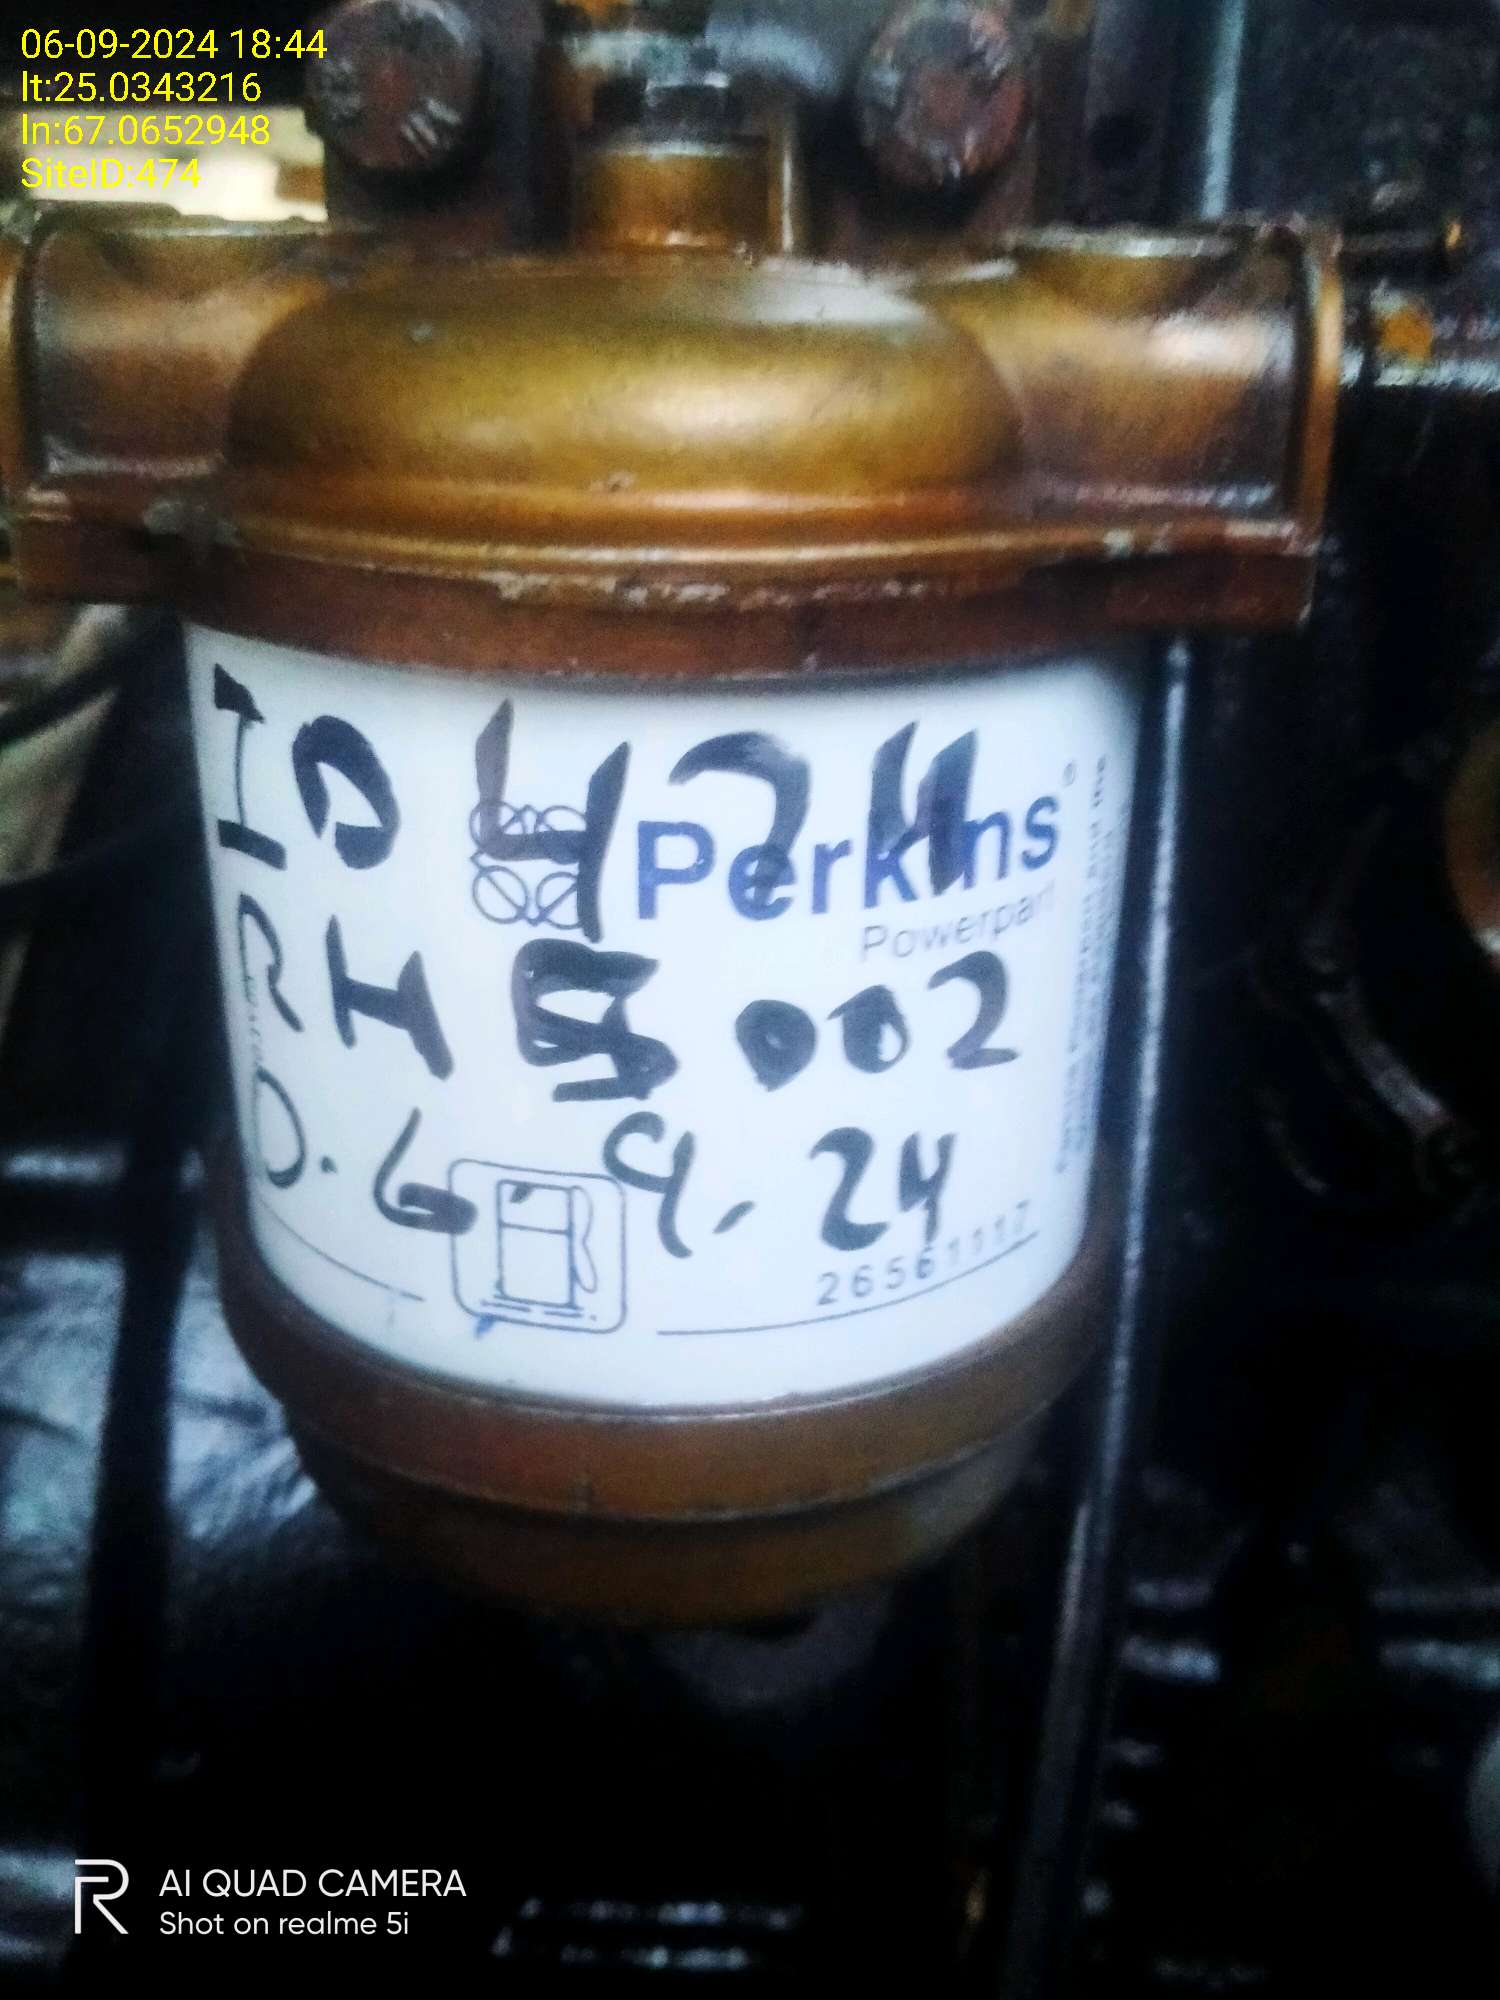 06-09-2024 18:44
lt:25.0343216
ln:67.0652948
SiteID:474
ID 474
Perkins®
Powerpart
RH 5002
D. 6 9. 24
26561117
AI QUAD CAMERA
Shot on realme 5i